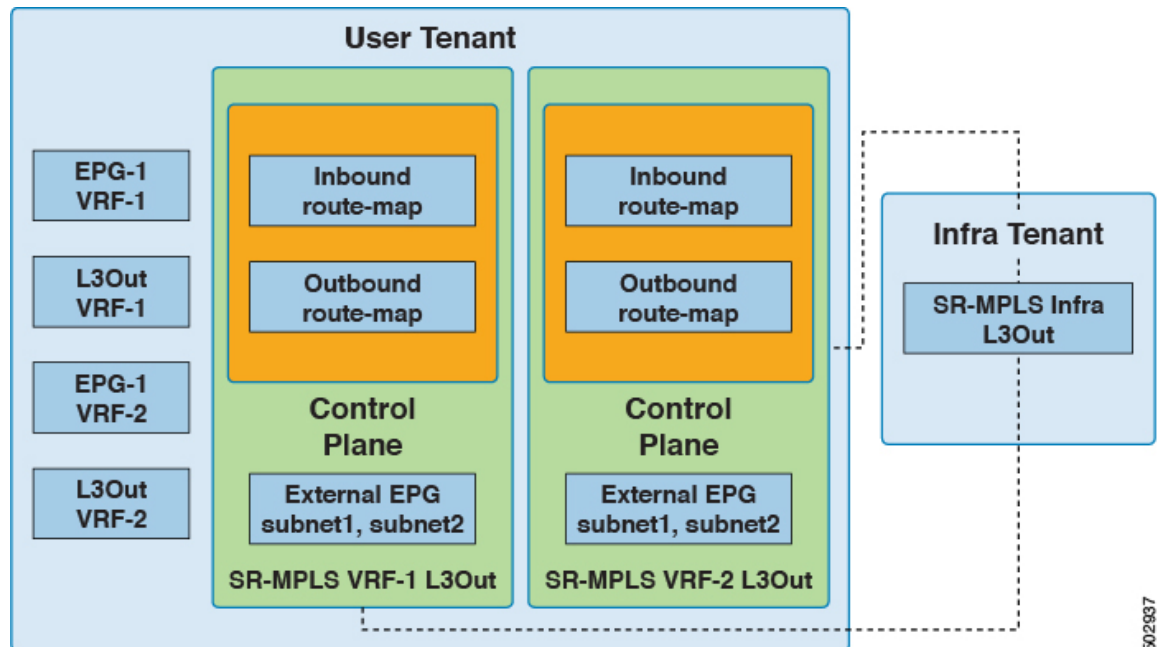 User Tenant
EPG-1
VRF-1
L3Out
VRF-1
EPG-1
VRF-2
L3Out
VRF-2
Inbound
route-map
Outbound
route-map
Control
Plane
External EPG
subnet1, subnet2
SR-MPLS VRF-1 L3Out
Inbound
route-map
Outbound
route-map
Control
Plane
External EPG
subnet1, subnet2
SR-MPLS VRF-2 L3Out
Infra Tenant
SR-MPLS Infra
L3Out
502937